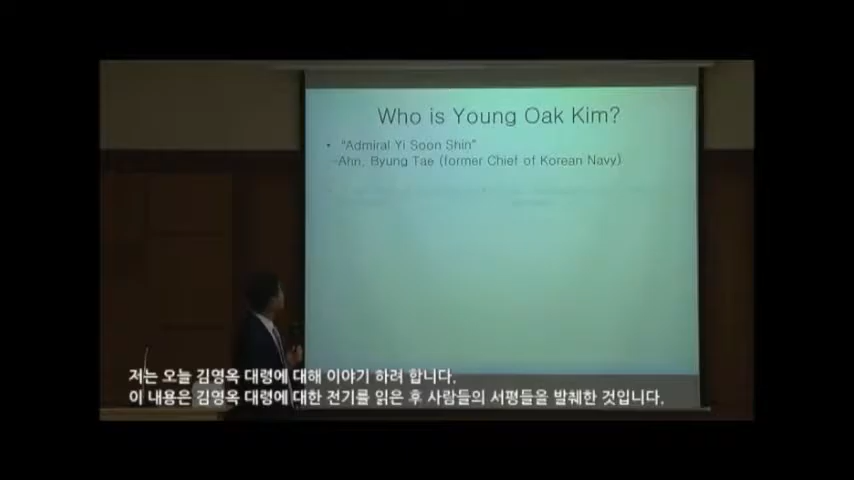 Who is Young Oak Kim?
• "Admiral Yi Soon Shin"
-Ahn, Byung Tae (former Chief of Korean Navy)
저는 오늘 김영옥 대령에 대해 이야기 하려 합니다.
이 내용은 김영옥 대령에 대한 전기를 읽은 후 사람들의 서평들을 발췌한 것입니다.